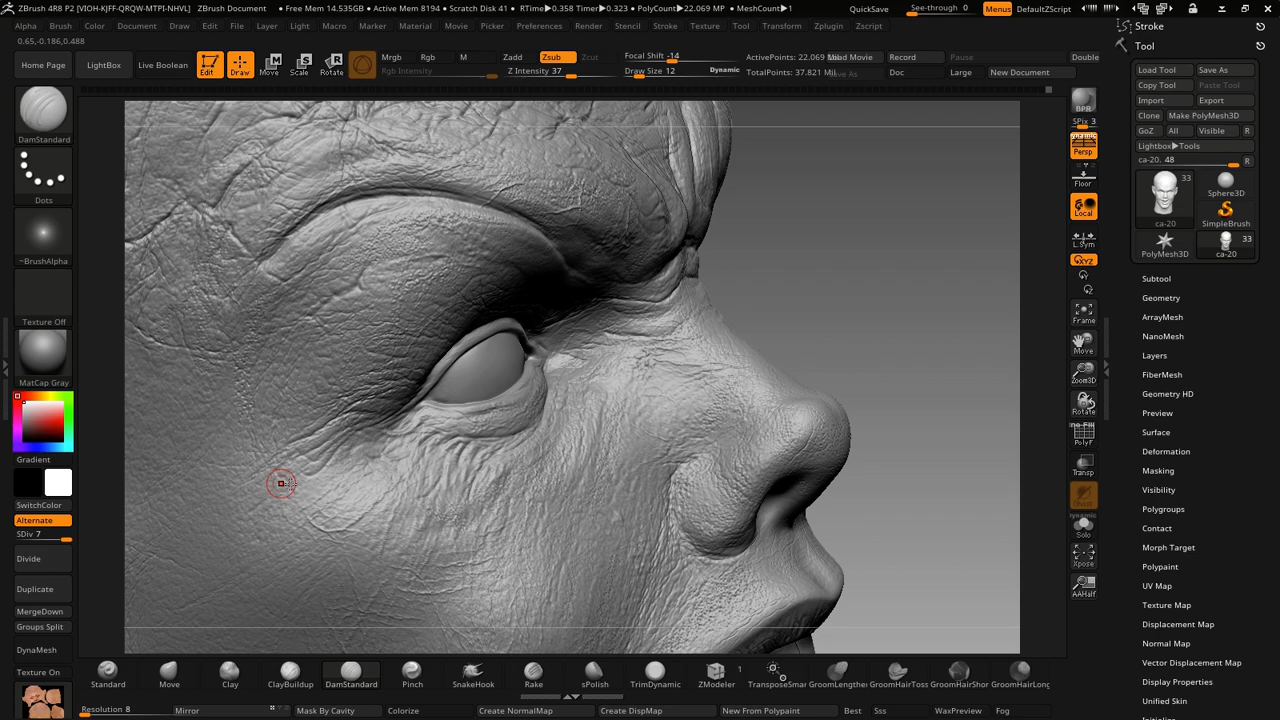 ZBrush 4R8 P2 [VIOH-KJFF-QRQW-MTPI-NHVL] ZBrush Document • Free Mem 14.535GB • Active Mem 8194 • Scratch Disk 41 • RTime▶0.358 Timer▶0.323 • PolyCount▶22.069 MP • MeshCount▶1 QuickSave See-through 0 Menus DefaultZScript
Alpha Brush Color Document Draw Edit File Layer Light Macro Marker Material Movie Picker Preferences Render Stencil Stroke Texture Tool Transform Zplugin Zscript
0.65,-0.186,0.488
Home Page LightBox Live Boolean Edit Draw Move Scale Rotate
Mrgb Rgb M Zadd Zsub Zcut Focal Shift -14 ActivePoints: 22.069 Load Movie Record Pause Double
Rgb Intensity Z Intensity 37 Draw Size 12 Dynamic TotalPoints: 37.821 Mil Save As Doc Large New Document
DamStandard
Dots
~BrushAlpha
Texture Off
MatCap Gray
Gradient
SwitchColor
Alternate
SDiv 7
Divide
Duplicate
MergeDown
Groups Split
DynaMesh
Texture On
BPR
SPix 3
Dynamic
Persp
Floor
Local
L.Sym
XYZ
Frame
Move
Zoom3D
Rotate
PolyF
Transp
Dynamic
Solo
Xpose
AAHalf
Stroke
Tool
Load Tool Save As
Copy Tool Paste Tool
Import Export
Clone Make PolyMesh3D
GoZ All Visible R
Lightbox▶Tools
ca-20. 48 R
33 Sphere3D
ca-20 SimpleBrush
33
PolyMesh3D ca-20
Subtool
Geometry
ArrayMesh
NanoMesh
Layers
FiberMesh
Geometry HD
Preview
Surface
Deformation
Masking
Visibility
Polygroups
Contact
Morph Target
Polypaint
UV Map
Texture Map
Displacement Map
Normal Map
Vector Displacement Map
Display Properties
Unified Skin
Initialize
1
Standard Move Clay ClayBuildup DamStandard Pinch SnakeHook Rake sPolish TrimDynamic ZModeler TransposeSmar GroomLengthen GroomHairToss GroomHairShor GroomHairLong
Resolution 8 Mirror Mask By Cavity Colorize Create NormalMap Create DispMap New From Polypaint Best Sss WaxPreview Fog